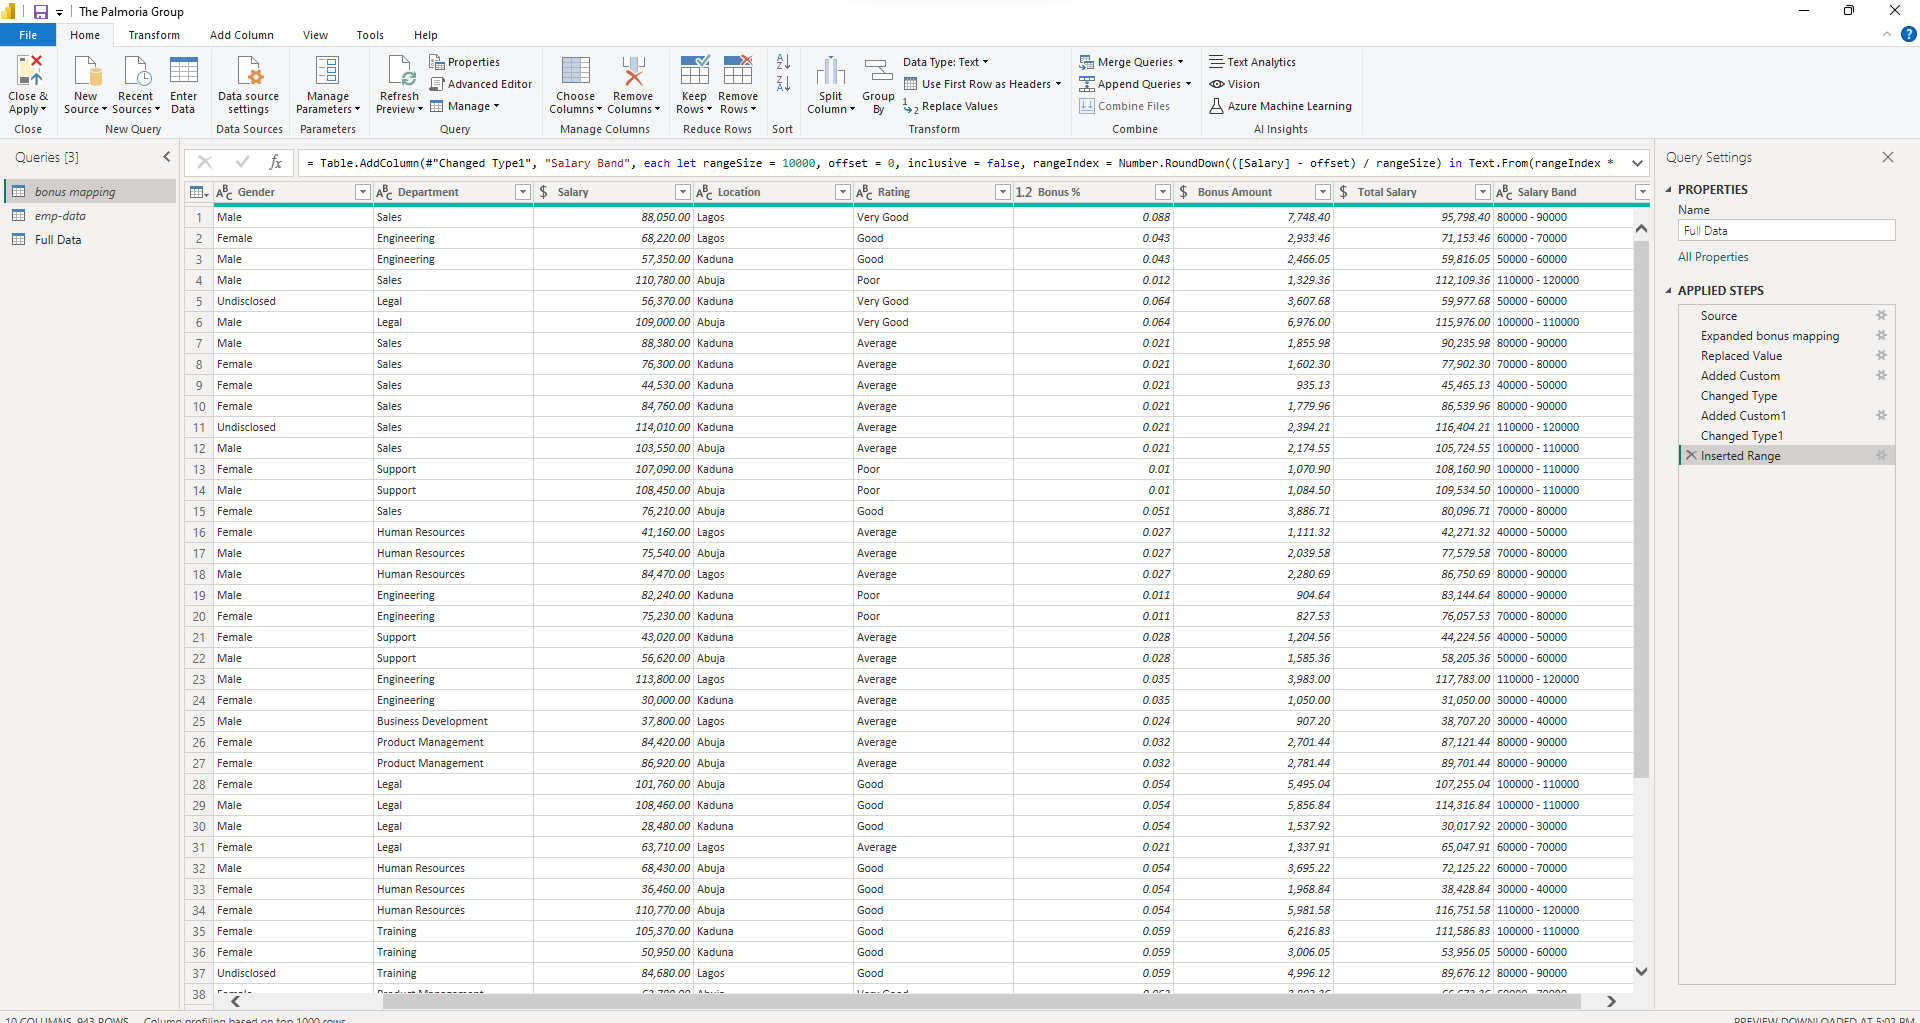 The Palmoria Group
File Home Transform Add Column View Tools Help
Close & Apply
Close
New Source
Recent Sources
Enter Data
New Query
Data source settings
Data Sources
Manage Parameters
Parameters
Refresh Preview
Properties
Advanced Editor
Manage
Query
Choose Columns
Remove Columns
Manage Columns
Keep Rows
Remove Rows
Reduce Rows
Sort
Split Column
Group By
Data Type: Text
Use First Row as Headers
Replace Values
Transform
Merge Queries
Append Queries
Combine Files
Combine
Text Analytics
Vision
Azure Machine Learning
AI Insights
Queries [3]
bonus mapping
emp-data
Full Data
fx = Table.AddColumn(#"Changed Type1", "Salary Band", each let rangeSize = 10000, offset = 0, inclusive = false, rangeIndex = Number.RoundDown(([Salary] - offset) / rangeSize) in Text.From(rangeIndex *
ABC Gender ABC Department $ Salary ABC Location ABC Rating 1.2 Bonus % $ Bonus Amount $ Total Salary ABC Salary Band
1 Male Sales 88,050.00 Lagos Very Good 0.088 7,748.40 95,798.40 80000 - 90000
2 Female Engineering 68,220.00 Lagos Good 0.043 2,933.46 71,153.46 60000 - 70000
3 Male Engineering 57,350.00 Kaduna Good 0.043 2,466.05 59,816.05 50000 - 60000
4 Male Sales 110,780.00 Abuja Poor 0.012 1,329.36 112,109.36 110000 - 120000
5 Undisclosed Legal 56,370.00 Kaduna Very Good 0.064 3,607.68 59,977.68 50000 - 60000
6 Male Legal 109,000.00 Abuja Very Good 0.064 6,976.00 115,976.00 100000 - 110000
7 Male Sales 88,380.00 Kaduna Average 0.021 1,855.98 90,235.98 80000 - 90000
8 Female Sales 76,300.00 Kaduna Average 0.021 1,602.30 77,902.30 70000 - 80000
9 Female Sales 44,530.00 Kaduna Average 0.021 935.13 45,465.13 40000 - 50000
10 Female Sales 84,760.00 Kaduna Average 0.021 1,779.96 86,539.96 80000 - 90000
11 Undisclosed Sales 114,010.00 Kaduna Average 0.021 2,394.21 116,404.21 110000 - 120000
12 Male Sales 103,550.00 Abuja Average 0.021 2,174.55 105,724.55 100000 - 110000
13 Female Support 107,090.00 Kaduna Poor 0.01 1,070.90 108,160.90 100000 - 110000
14 Male Support 108,450.00 Abuja Poor 0.01 1,084.50 109,534.50 100000 - 110000
15 Female Sales 76,210.00 Abuja Good 0.051 3,886.71 80,096.71 70000 - 80000
16 Female Human Resources 41,160.00 Lagos Average 0.027 1,111.32 42,271.32 40000 - 50000
17 Male Human Resources 75,540.00 Abuja Average 0.027 2,039.58 77,579.58 70000 - 80000
18 Male Human Resources 84,470.00 Lagos Average 0.027 2,280.69 86,750.69 80000 - 90000
19 Male Engineering 82,240.00 Kaduna Poor 0.011 904.64 83,144.64 80000 - 90000
20 Female Engineering 75,230.00 Kaduna Poor 0.011 827.53 76,057.53 70000 - 80000
21 Female Support 43,020.00 Kaduna Average 0.028 1,204.56 44,224.56 40000 - 50000
22 Male Support 56,620.00 Abuja Average 0.028 1,585.36 58,205.36 50000 - 60000
23 Male Engineering 113,800.00 Lagos Average 0.035 3,983.00 117,783.00 110000 - 120000
24 Female Engineering 30,000.00 Kaduna Average 0.035 1,050.00 31,050.00 30000 - 40000
25 Male Business Development 37,800.00 Lagos Average 0.024 907.20 38,707.20 30000 - 40000
26 Female Product Management 84,420.00 Abuja Average 0.032 2,701.44 87,121.44 80000 - 90000
27 Female Product Management 86,920.00 Abuja Average 0.032 2,781.44 89,701.44 80000 - 90000
28 Female Legal 101,760.00 Abuja Good 0.054 5,495.04 107,255.04 100000 - 110000
29 Male Legal 108,460.00 Kaduna Good 0.054 5,856.84 114,316.84 100000 - 110000
30 Male Legal 28,480.00 Kaduna Good 0.054 1,537.92 30,017.92 20000 - 30000
31 Female Legal 63,710.00 Lagos Average 0.021 1,337.91 65,047.91 60000 - 70000
32 Male Human Resources 68,430.00 Abuja Good 0.054 3,695.22 72,125.22 60000 - 70000
33 Female Human Resources 36,460.00 Abuja Good 0.054 1,968.84 38,428.84 30000 - 40000
34 Female Human Resources 110,770.00 Abuja Good 0.054 5,981.58 116,751.58 110000 - 120000
35 Female Training 105,370.00 Kaduna Good 0.059 6,216.83 111,586.83 100000 - 110000
36 Female Training 50,950.00 Kaduna Good 0.059 3,006.05 53,956.05 50000 - 60000
37 Undisclosed Training 84,680.00 Lagos Good 0.059 4,996.12 89,676.12 80000 - 90000
38
Query Settings
PROPERTIES
Name
Full Data
All Properties
APPLIED STEPS
Source
Expanded bonus mapping
Replaced Value
Added Custom
Changed Type
Added Custom1
Changed Type1
Inserted Range
10 COLUMNS, 943 ROWS Column profiling based on top 1000 rows
PREVIEW DOWNLOADED AT 5:02 PM